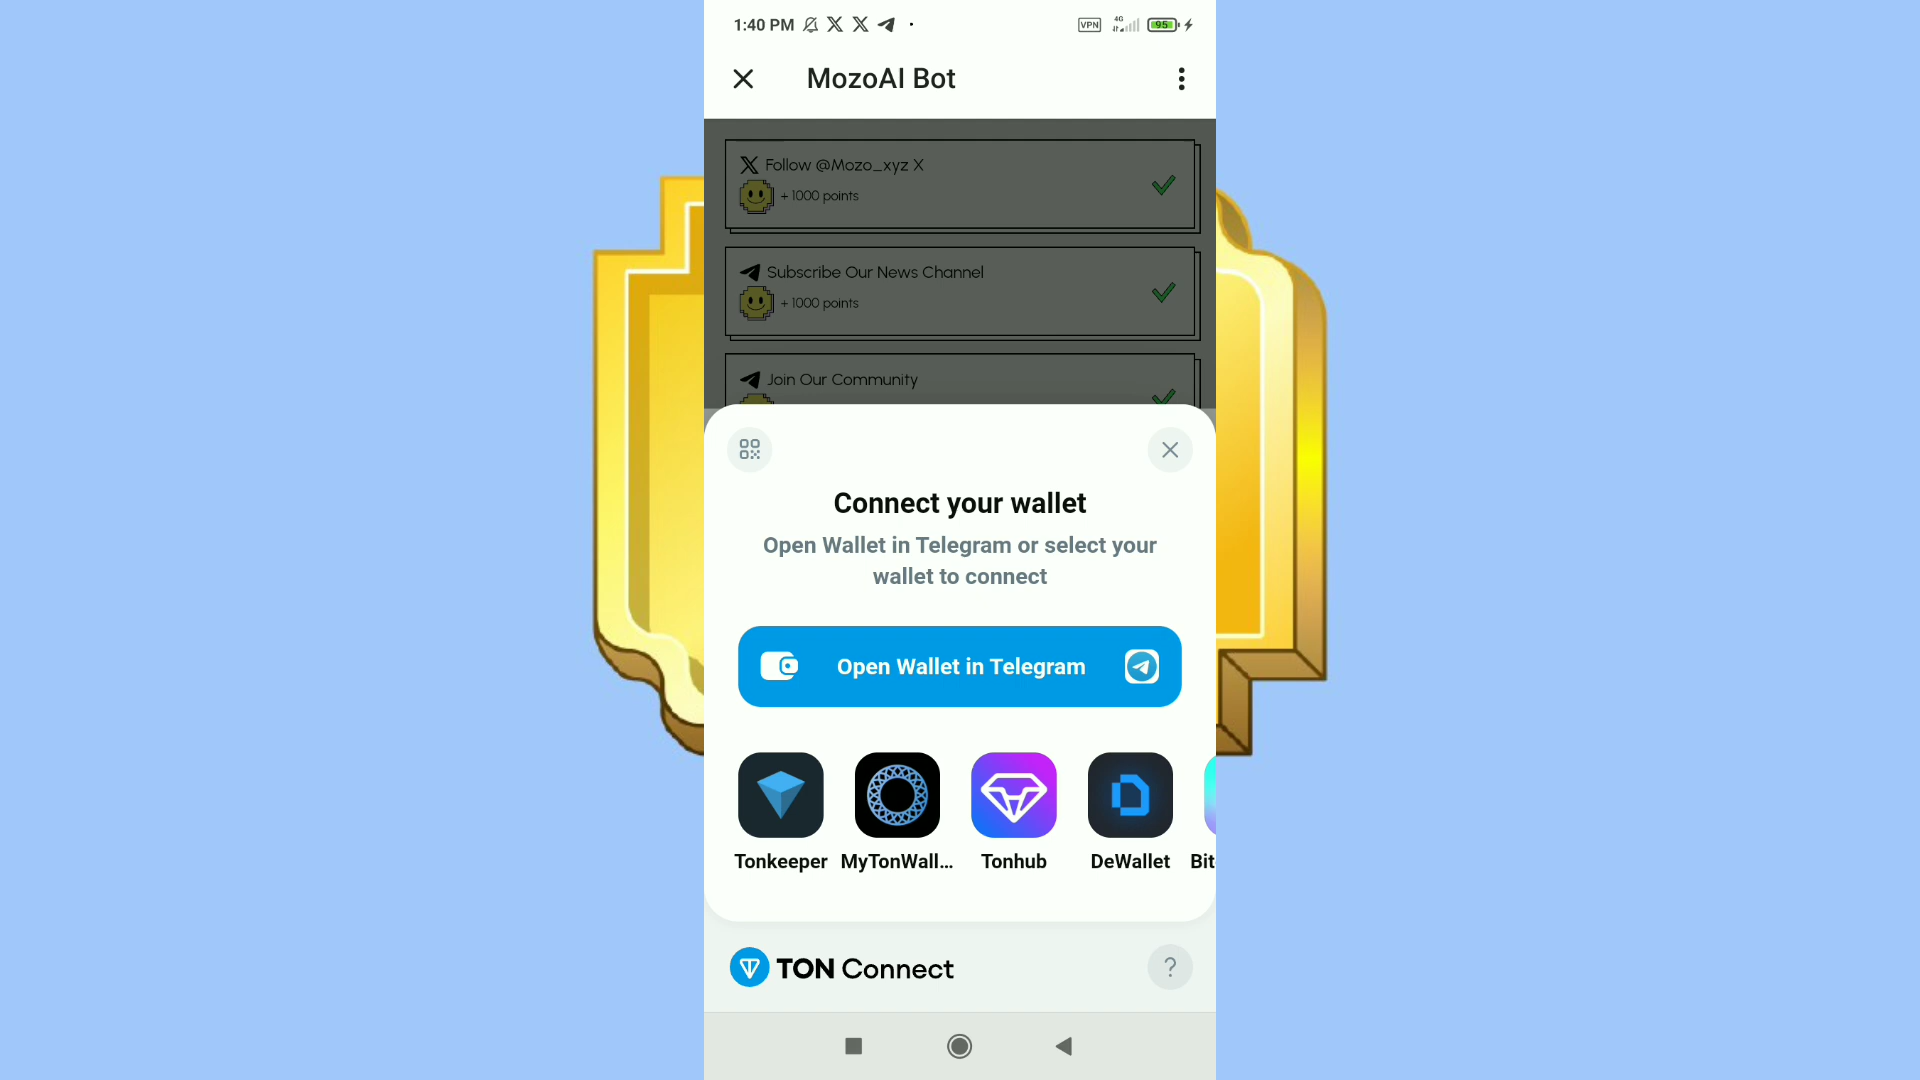 1:40 PM
VPN
4G
95
MozoAI Bot
Follow @Mozo_xyz X
+ 1000 points
Subscribe Our News Channel
+ 1000 points
Join Our Community
Connect your wallet
Open Wallet in Telegram or select your
wallet to connect
Open Wallet in Telegram
Tonkeeper
MyTonWall...
Tonhub
DeWallet
Bit
TON Connect
?